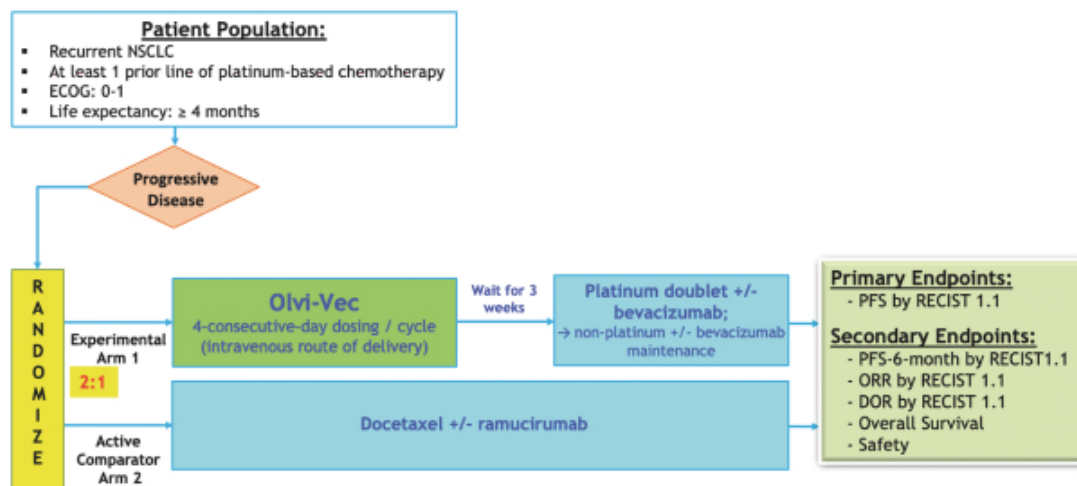 Patient Population:
▪ Recurrent NSCLC
▪ At least 1 prior line of platinum-based chemotherapy
▪ ECOG: 0-1
▪ Life expectancy: ≥ 4 months
Progressive
Disease
RANDOMIZE
Experimental
Arm 1
2:1
Active
Comparator
Arm 2
Olvi-Vec
4-consecutive-day dosing / cycle
(intravenous route of delivery)
Wait for 3
weeks
Platinum doublet +/-
bevacizumab;
→ non-platinum +/- bevacizumab
maintenance
Docetaxel +/- ramucirumab
Primary Endpoints:
- PFS by RECIST 1.1
Secondary Endpoints:
- PFS-6-month by RECIST1.1
- ORR by RECIST 1.1
- DOR by RECIST 1.1
- Overall Survival
- Safety